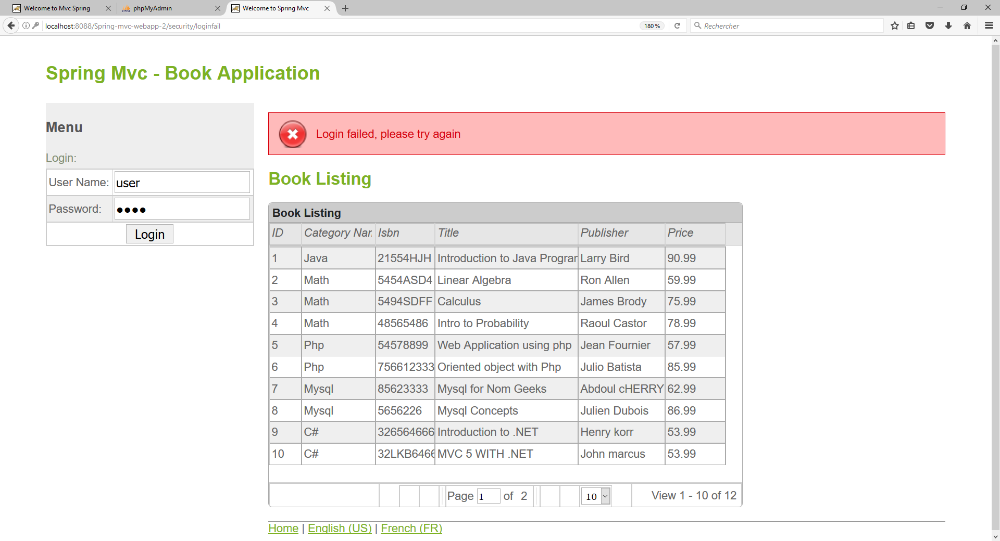 Welcome to Mvc Spring
phpMyAdmin
Welcome to Spring Mvc
localhost:8088/Spring-mvc-webapp-2/security/loginfail
180 %
Rechercher
Spring Mvc - Book Application
Menu
Login:
User Name: user
Password: ●●●●
Login
Login failed, please try again
Book Listing
Book Listing
ID Category Nar Isbn Title Publisher Price
1 Java 21554HJH Introduction to Java Prograr Larry Bird 90.99
2 Math 5454ASD4 Linear Algebra Ron Allen 59.99
3 Math 5494SDFF Calculus James Brody 75.99
4 Math 48565486 Intro to Probability Raoul Castor 78.99
5 Php 54578899 Web Application using php Jean Fournier 57.99
6 Php 756612333 Oriented object with Php Julio Batista 85.99
7 Mysql 85623333 Mysql for Nom Geeks Abdoul cHERRY 62.99
8 Mysql 5656226 Mysql Concepts Julien Dubois 86.99
9 C# 326564666 Introduction to .NET Henry korr 53.99
10 C# 32LKB6466 MVC 5 WITH .NET John marcus 53.99
Page 1 of 2 10 View 1 - 10 of 12
Home | English (US) | French (FR)